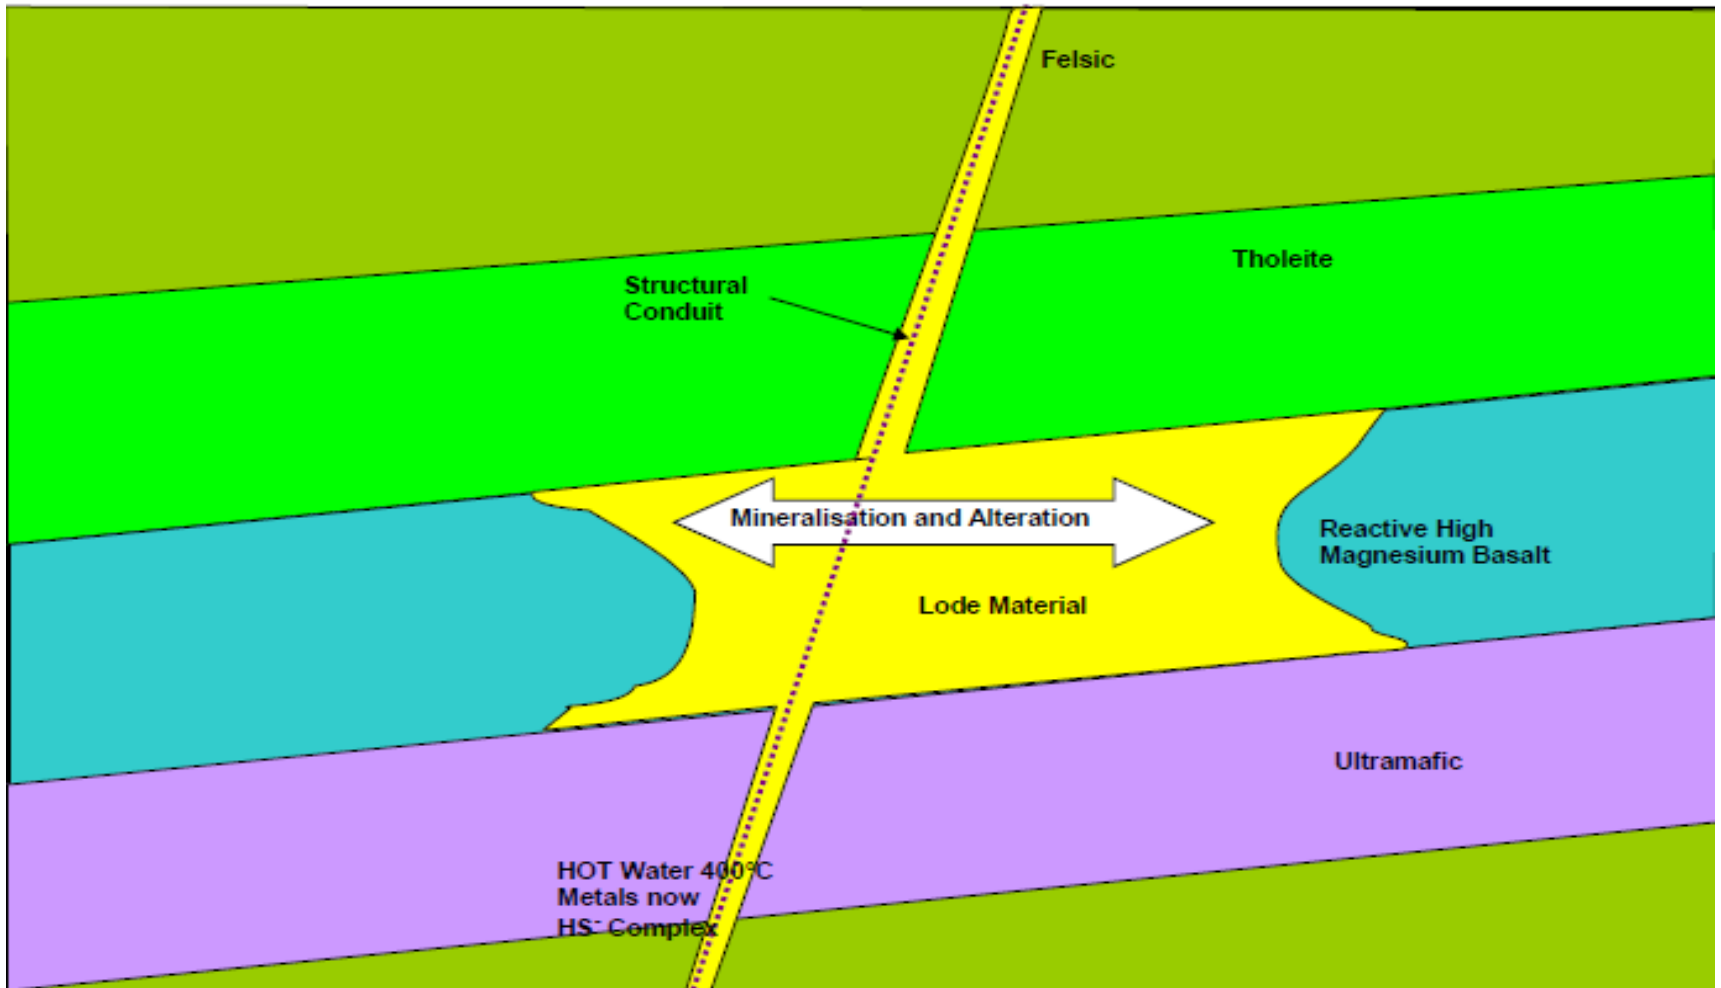 Felsic
Tholeite
Structural
Conduit
Mineralisation and Alteration
Reactive High
Magnesium Basalt
Lode Material
Ultramafic
HOT Water 400°C
Metals now
HS⁻ Complex